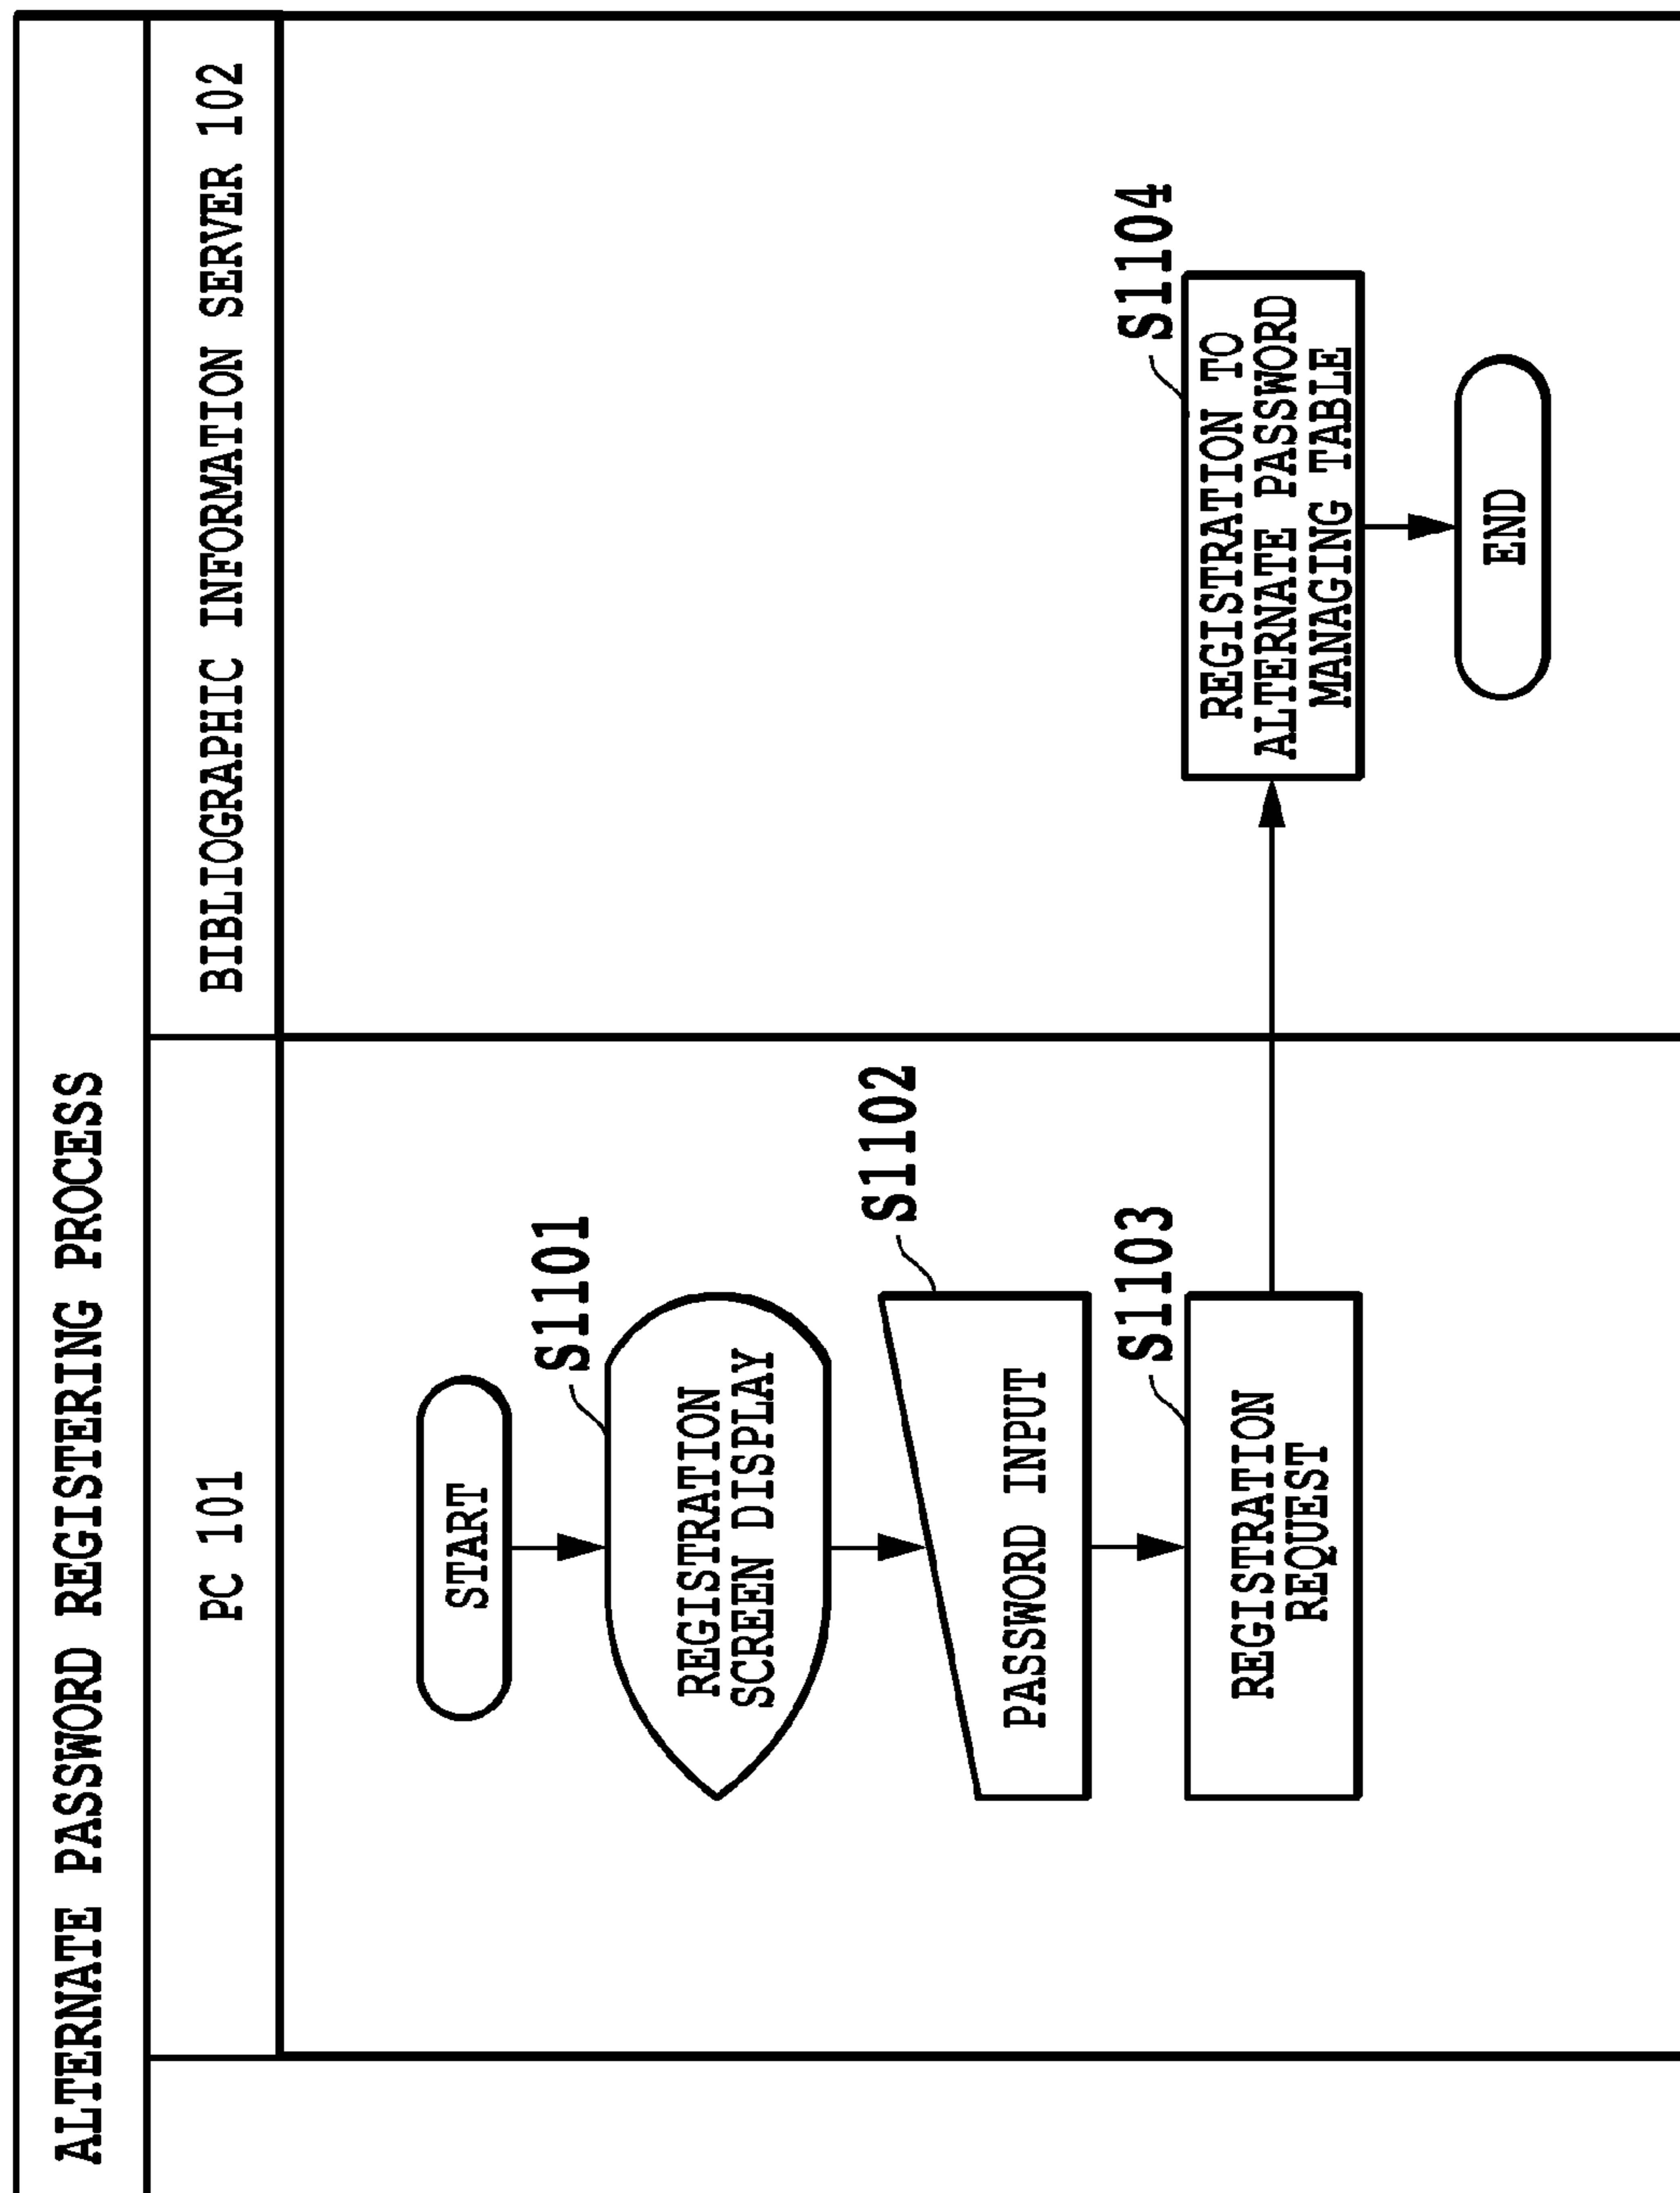 ALTERNATE PASSWORD REGISTERING PROCESS
PC 101
BIBLIOGRAPHIC INFORMATION SERVER 102
START
S1101
REGISTRATION
SCREEN DISPLAY
S1102
PASSWORD INPUT
S1103
REGISTRATION
REQUEST
S1104
REGISTRATION TO
ALTERNATE PASSWORD
MANAGING TABLE
END